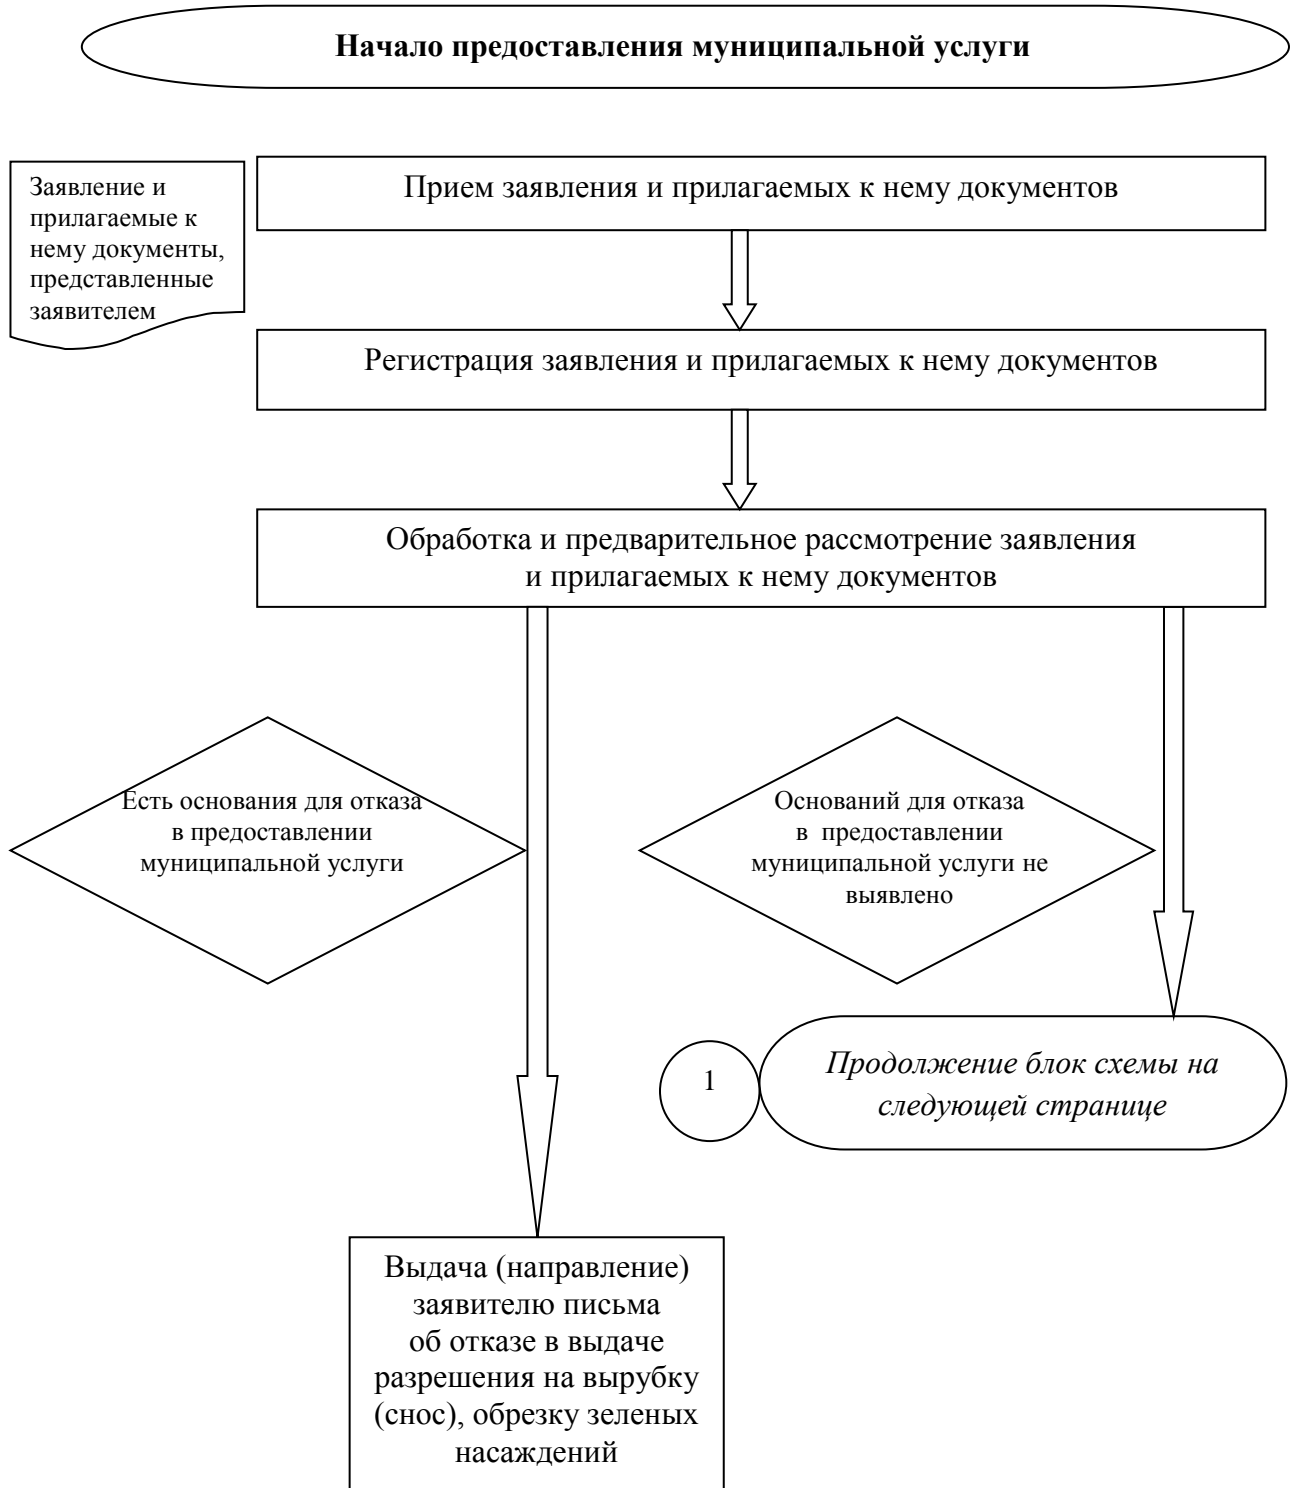 Начало предоставления муниципальной услуги
Заявление и
прилагаемые к
нему документы,
представленные
заявителем
Прием заявления и прилагаемых к нему документов
Регистрация заявления и прилагаемых к нему документов
Обработка и предварительное рассмотрение заявления
и прилагаемых к нему документов
Есть основания для отказа
в предоставлении
муниципальной услуги
Оснований для отказа
в предоставлении
муниципальной услуги не
выявлено
1
Продолжение блок схемы на
следующей странице
Выдача (направление)
заявителю письма
об отказе в выдаче
разрешения на вырубку
(снос), обрезку зеленых
насаждений